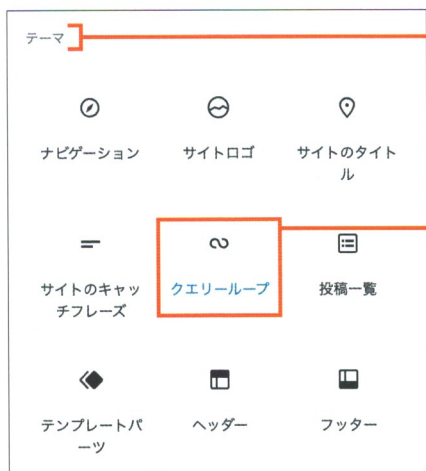 テーマ
ナビゲーション
サイトロゴ
サイトのタイト
ル
サイトのキャッ
チフレーズ
クエリーループ
投稿一覧
テンプレートパ
ーツ
ヘッダー
フッター